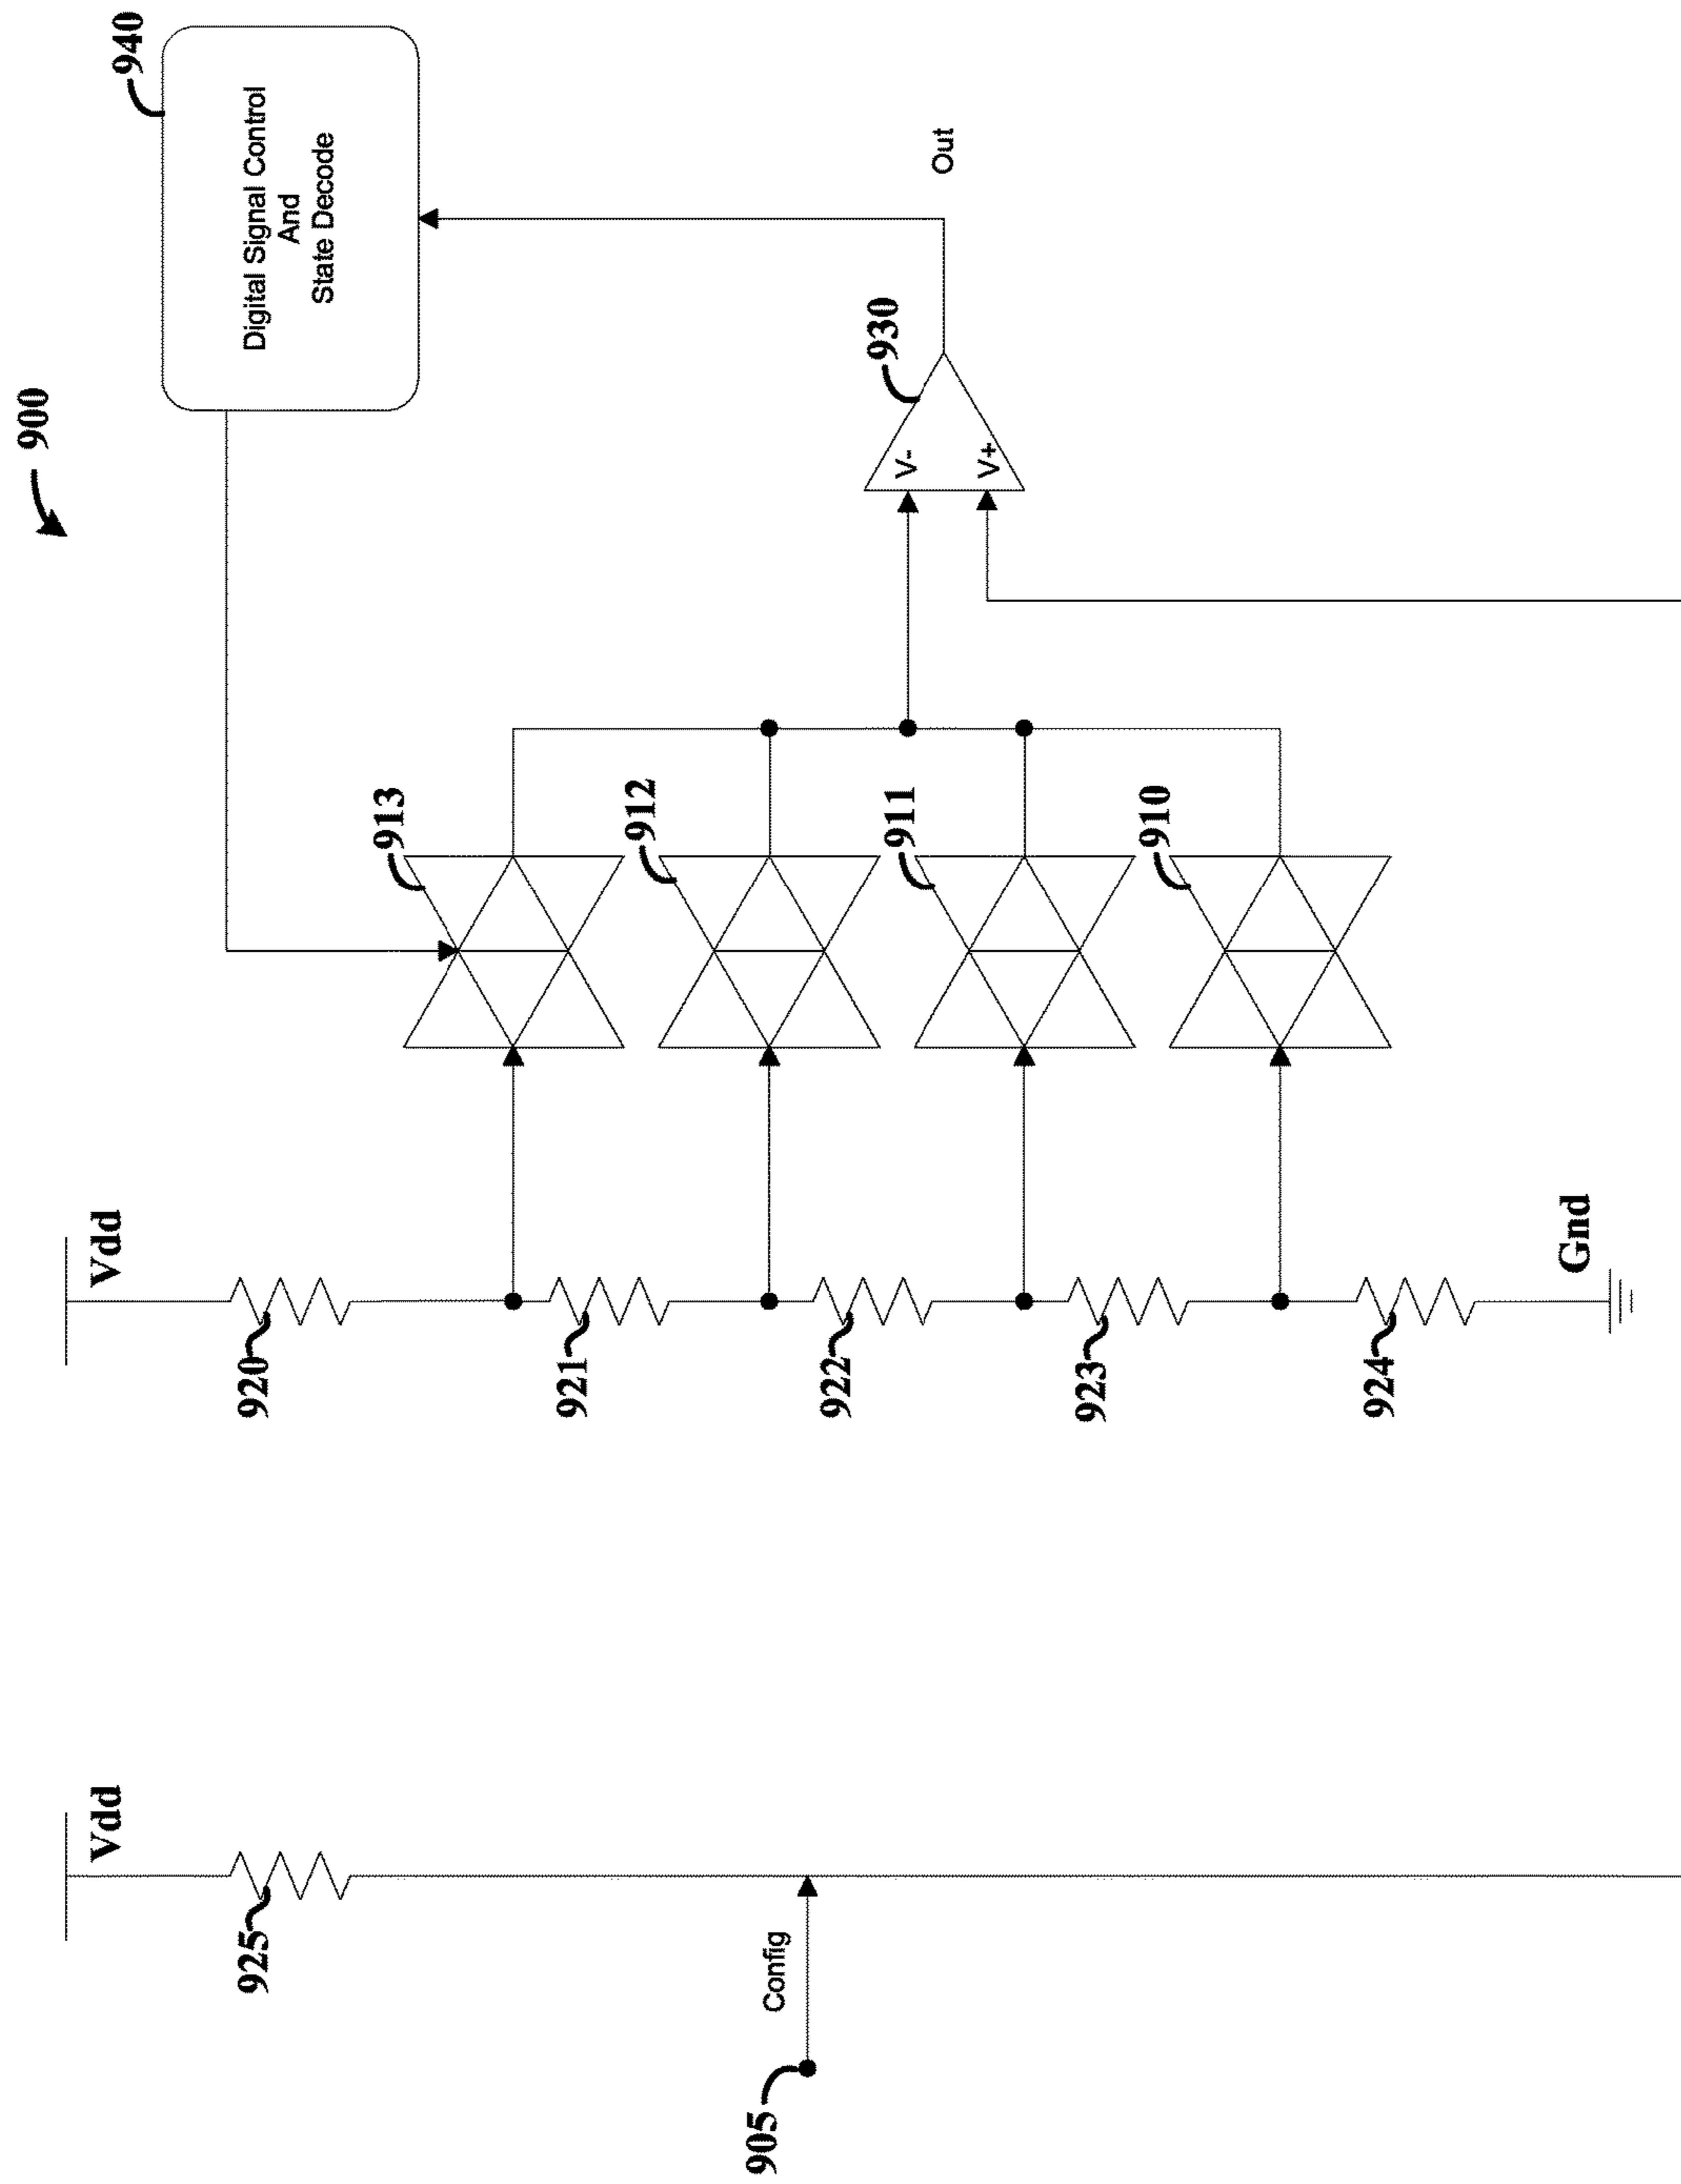 900
940
Digital Signal Control
And
State Decode
Vdd
Vdd
920
925
913
912
911
910
921
922
923
924
930
V-
V+
Out
Config
905
Gnd